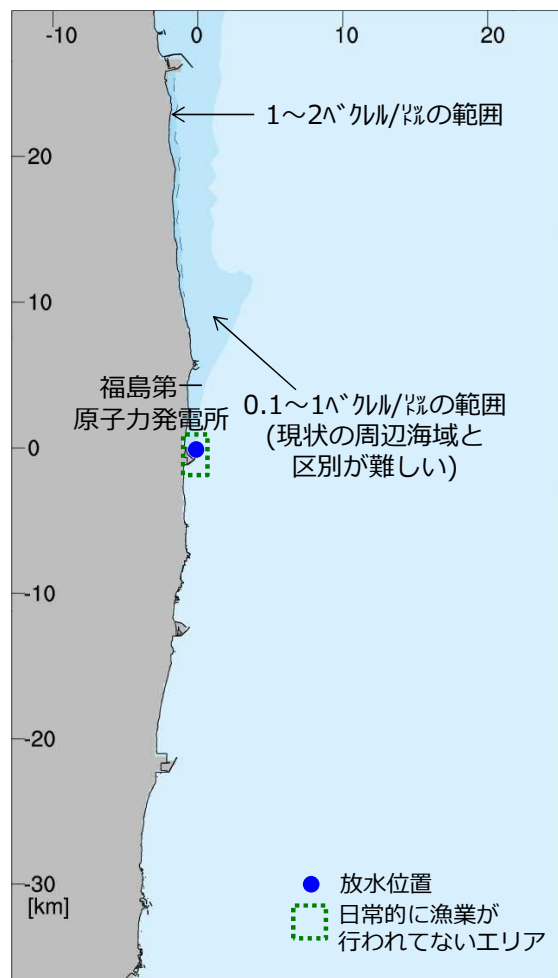 -10 0 10 20
1～2ﾍﾞｸﾚﾙ/㍑の範囲
20
10
福島第一
原子力発電所
0.1～1ﾍﾞｸﾚﾙ/㍑の範囲
(現状の周辺海域と
区別が難しい)
0
-10
-20
-30
[km]
放水位置
日常的に漁業が
行われてないエリア